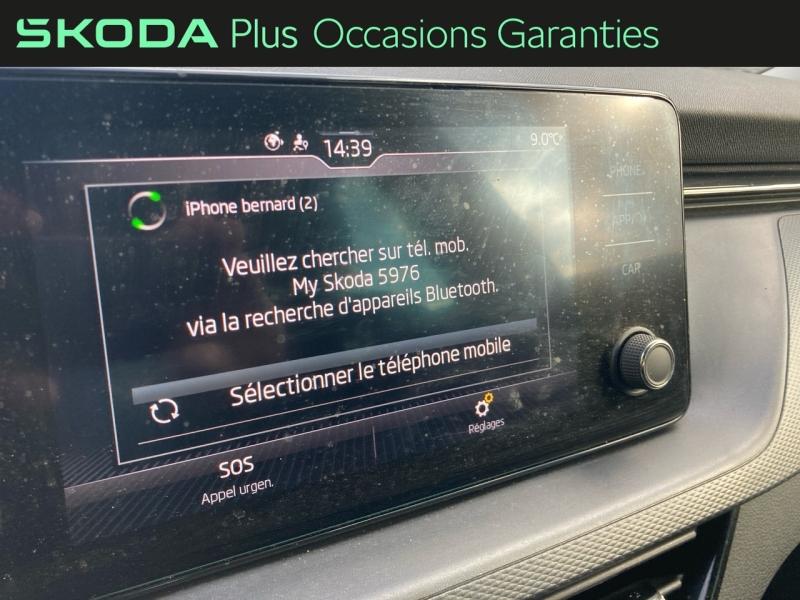 SKODA Plus Occasions Garanties
14:39
9.0°C
iPhone bernard (2)
Veuillez chercher sur tél. mob.
My Skoda 5976
via la recherche d'appareils Bluetooth.
Sélectionner le téléphone mobile
SOS
Appel urgen.
Réglages
PHONE
CAR